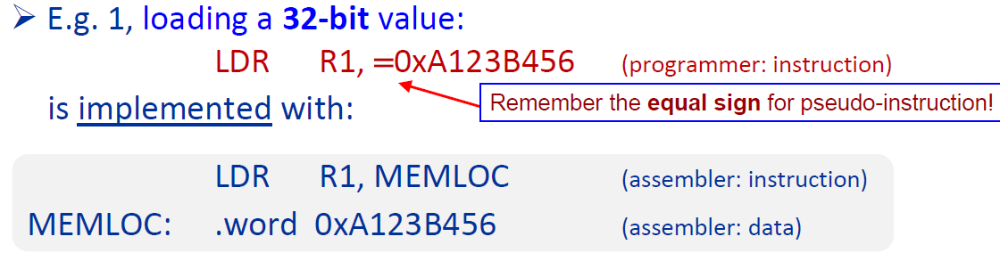 ➢ E.g. 1, loading a 32-bit value:
LDR R1, =0xA123B456 (programmer: instruction)
Remember the equal sign for pseudo-instruction!
is implemented with:
LDR R1, MEMLOC (assembler: instruction)
MEMLOC: .word 0xA123B456 (assembler: data)